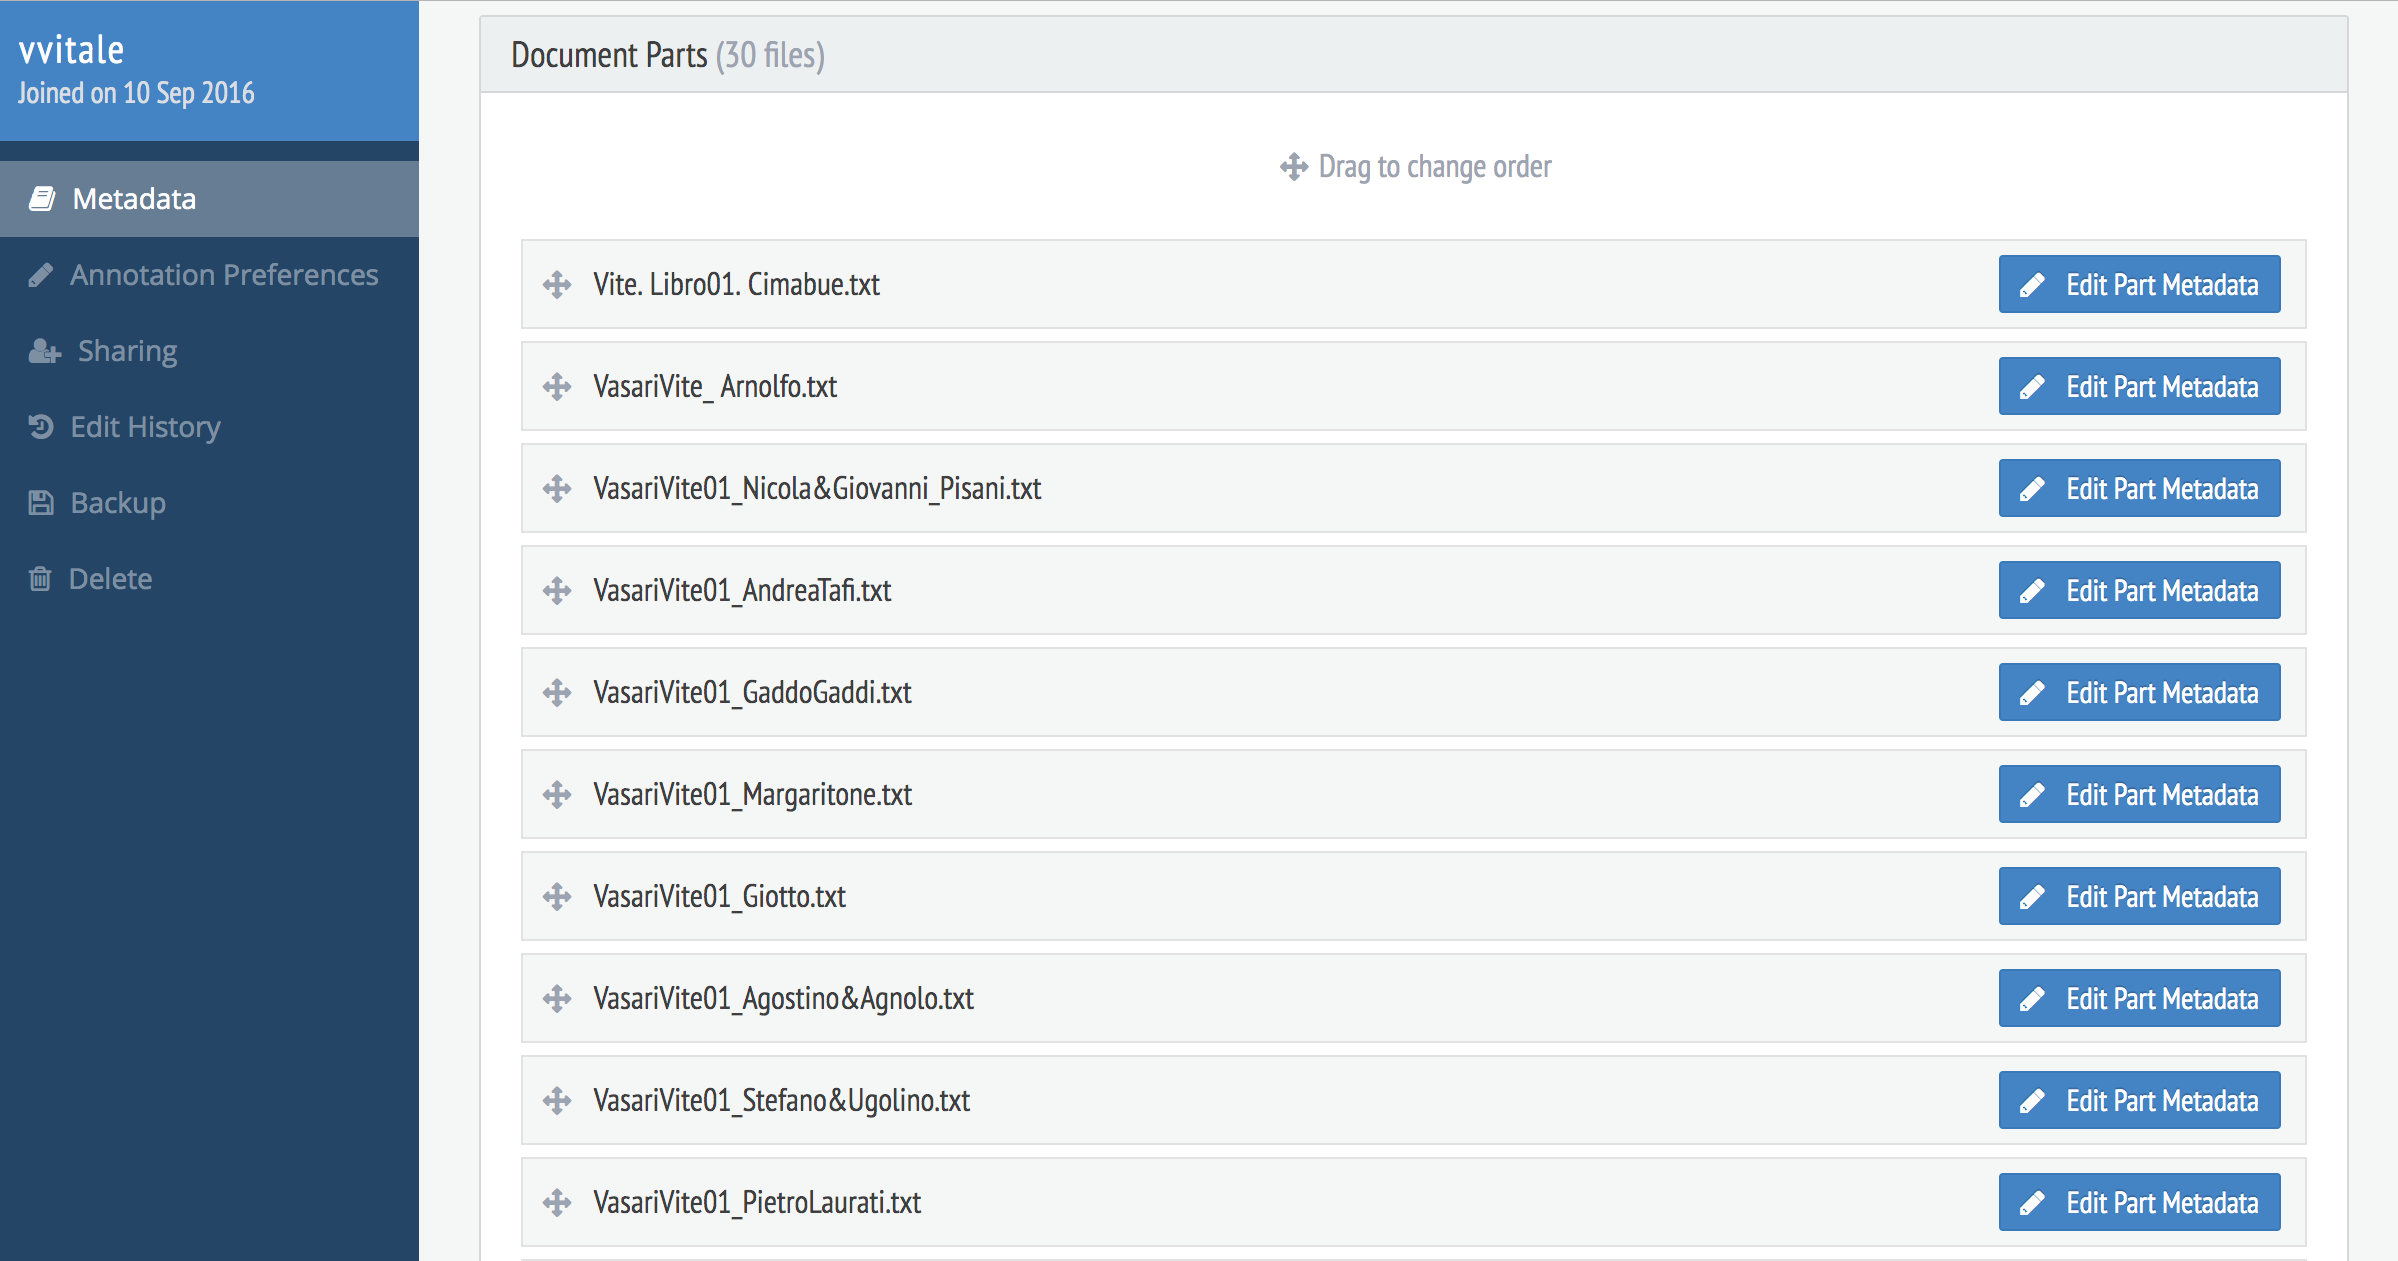 vvitale
Joined on 10 Sep 2016
Metadata
Annotation Preferences
Sharing
Edit History
Backup
Delete
Document Parts (30 files)
Drag to change order
Vite. Libro01. Cimabue.txt
Edit Part Metadata
VasariVite_ Arnolfo.txt
Edit Part Metadata
VasariVite01_Nicola&Giovanni_Pisani.txt
Edit Part Metadata
VasariVite01_AndreaTafi.txt
Edit Part Metadata
VasariVite01_GaddoGaddi.txt
Edit Part Metadata
VasariVite01_Margaritone.txt
Edit Part Metadata
VasariVite01_Giotto.txt
Edit Part Metadata
VasariVite01_Agostino&Agnolo.txt
Edit Part Metadata
VasariVite01_Stefano&Ugolino.txt
Edit Part Metadata
VasariVite01_PietroLaurati.txt
Edit Part Metadata